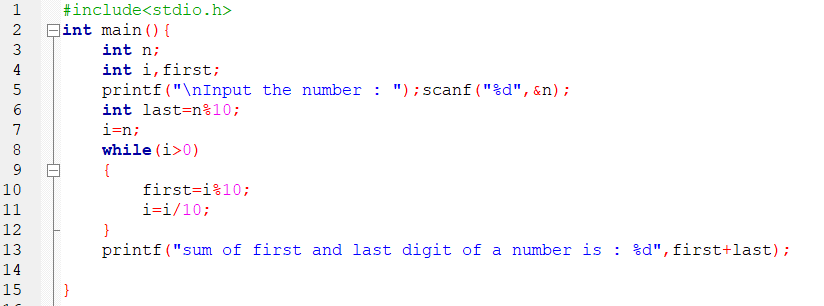 1 #include<stdio.h>
2 int main(){
3 int n;
4 int i,first;
5 printf("\nInput the number : ");scanf("%d",&n);
6 int last=n%10;
7 i=n;
8 while(i>0)
9 {
10 first=i%10;
11 i=i/10;
12 }
13 printf("sum of first and last digit of a number is : %d",first+last);
14
15 }